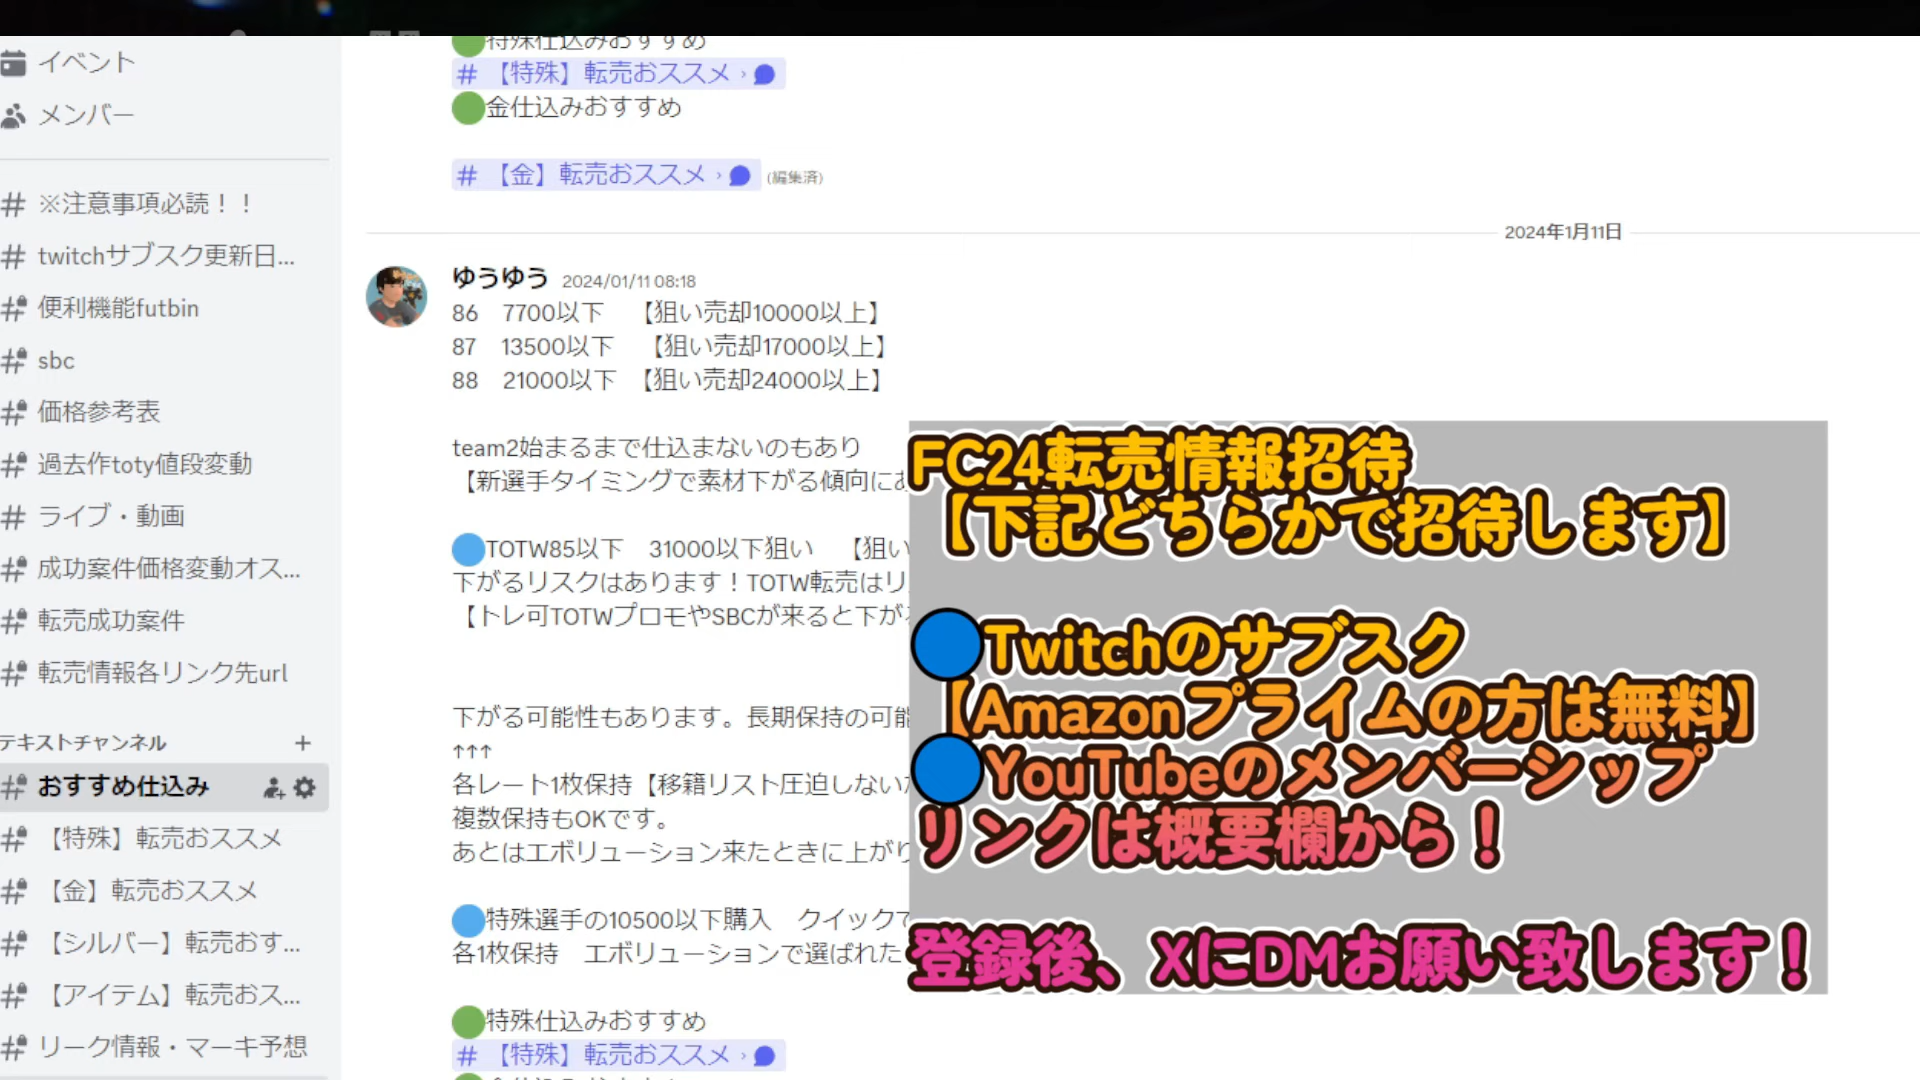 イベント
メンバー
# ※注意事項必読！！
# twitchサブスク更新日...
# 便利機能futbin
# sbc
# 価格参考表
# 過去作toty値段変動
# ライブ・動画
# 成功案件価格変動オス...
# 転売成功案件
# 転売情報各リンク先url
テキストチャンネル +
# おすすめ仕込み
# 【特殊】転売おススメ
# 【金】転売おススメ
# 【シルバー】転売おす...
# 【アイテム】転売おス...
# リーク情報・マーキ予想
特殊仕込みおすすめ
# 【特殊】転売おススメ ›
金仕込みおすすめ
# 【金】転売おススメ › (編集済)
2024年1月11日
ゆうゆう 2024/01/11 08:18
86 7700以下 【狙い売却10000以上】
87 13500以下 【狙い売却17000以上】
88 21000以下 【狙い売却24000以上】
team2始まるまで仕込まないのもあり
【新選手タイミングで素材下がる傾向にあ
TOTW85以下 31000以下狙い 【狙い
下がるリスクはあります！TOTW転売はリ
【トレ可TOTWプロモやSBCが来ると下が
下がる可能性もあります。長期保持の可能
↑↑↑
各レート1枚保持【移籍リスト圧迫しない
複数保持もOKです。
あとはエボリューション来たときに上がり
特殊選手の10500以下購入 クイックで
各1枚保持 エボリューションで選ばれた
特殊仕込みおすすめ
# 【特殊】転売おススメ ›
FC24転売情報招待
【下記どちらかで招待します】
Twitchのサブスク
【Amazonプライムの方は無料】
YouTubeのメンバーシップ
リンクは概要欄から！
登録後、XにDMお願い致します！